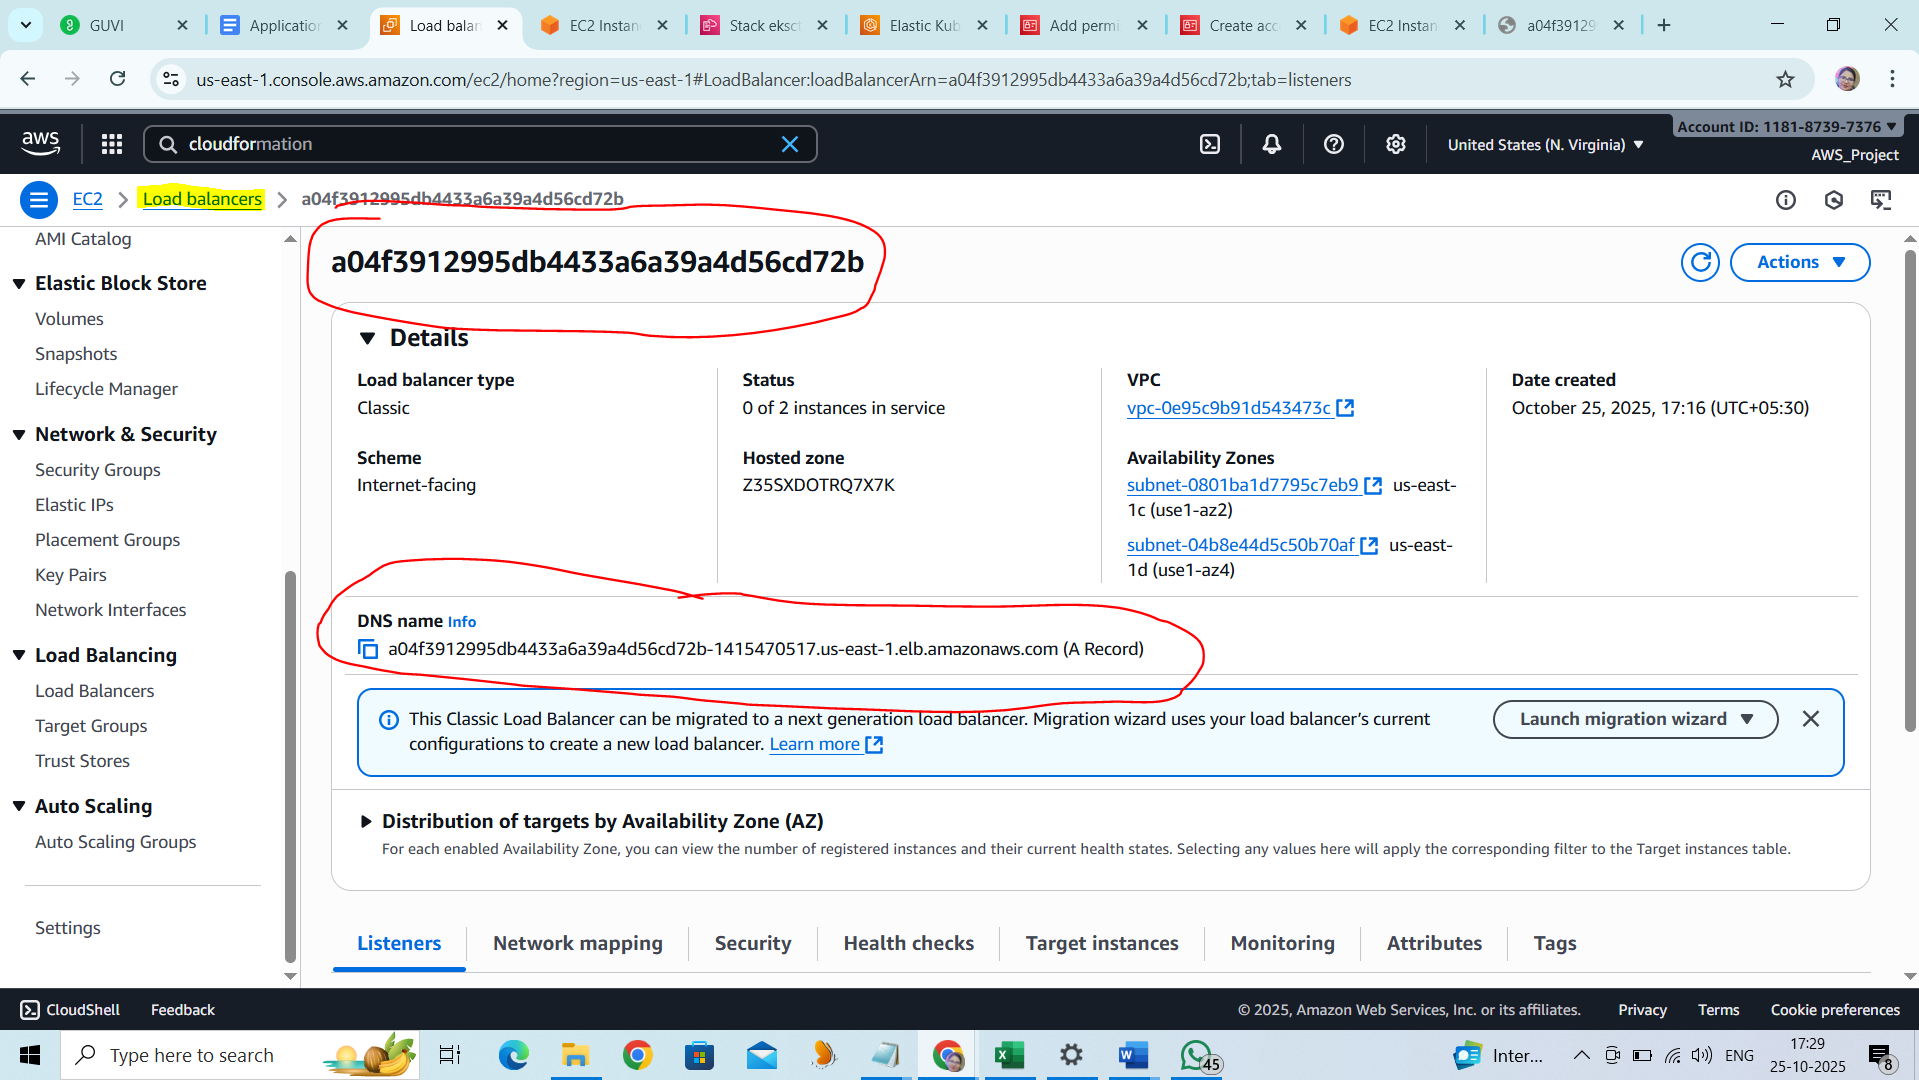 GUVI
Application
Load balan
EC2 Instan
Stack eksct
Elastic Kub
Add permi
Create acc
EC2 Instan
a04f39129
us-east-1.console.aws.amazon.com/ec2/home?region=us-east-1#LoadBalancer:loadBalancerArn=a04f3912995db4433a6a39a4d56cd72b;tab=listeners
aws
cloudformation
United States (N. Virginia)
Account ID: 1181-8739-7376
AWS_Project
EC2
Load balancers
a04f3912995db4433a6a39a4d56cd72b
AMI Catalog
Elastic Block Store
Volumes
Snapshots
Lifecycle Manager
Network & Security
Security Groups
Elastic IPs
Placement Groups
Key Pairs
Network Interfaces
Load Balancing
Load Balancers
Target Groups
Trust Stores
Auto Scaling
Auto Scaling Groups
Settings
a04f3912995db4433a6a39a4d56cd72b
Actions
Details
Load balancer type
Classic
Status
0 of 2 instances in service
VPC
vpc-0e95c9b91d543473c
Date created
October 25, 2025, 17:16 (UTC+05:30)
Scheme
Internet-facing
Hosted zone
Z35SXDOTRQ7X7K
Availability Zones
subnet-0801ba1d7795c7eb9 us-east-
1c (use1-az2)
subnet-04b8e44d5c50b70af us-east-
1d (use1-az4)
DNS name Info
a04f3912995db4433a6a39a4d56cd72b-1415470517.us-east-1.elb.amazonaws.com (A Record)
This Classic Load Balancer can be migrated to a next generation load balancer. Migration wizard uses your load balancer's current
configurations to create a new load balancer. Learn more
Launch migration wizard
Distribution of targets by Availability Zone (AZ)
For each enabled Availability Zone, you can view the number of registered instances and their current health states. Selecting any values here will apply the corresponding filter to the Target instances table.
Listeners
Network mapping
Security
Health checks
Target instances
Monitoring
Attributes
Tags
CloudShell
Feedback
© 2025, Amazon Web Services, Inc. or its affiliates.
Privacy
Terms
Cookie preferences
Type here to search
45
Inter...
ENG
17:29
25-10-2025
8